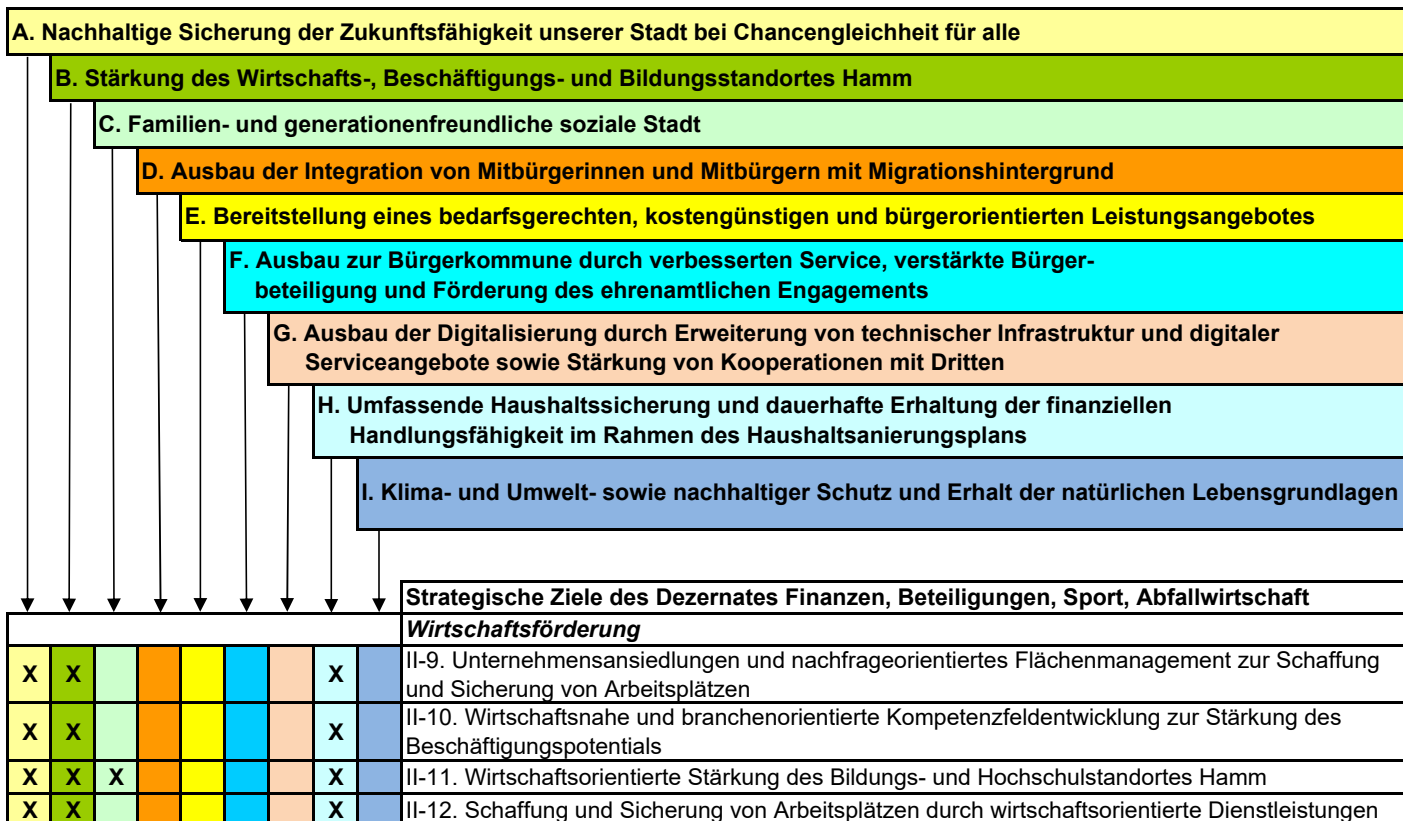 A. Nachhaltige Sicherung der Zukunftsfähigkeit unserer Stadt bei Chancengleichheit für alle
B. Stärkung des Wirtschafts-, Beschäftigungs- und Bildungsstandortes Hamm
C. Familien- und generationenfreundliche soziale Stadt
D. Ausbau der Integration von Mitbürgerinnen und Mitbürgern mit Migrationshintergrund
E. Bereitstellung eines bedarfsgerechten, kostengünstigen und bürgerorientierten Leistungsangebotes
F. Ausbau zur Bürgerkommune durch verbesserten Service, verstärkte Bürger-
beteiligung und Förderung des ehrenamtlichen Engagements
G. Ausbau der Digitalisierung durch Erweiterung von technischer Infrastruktur und digitaler
Serviceangebote sowie Stärkung von Kooperationen mit Dritten
H. Umfassende Haushaltssicherung und dauerhafte Erhaltung der finanziellen
Handlungsfähigkeit im Rahmen des Haushaltsanierungsplans
I. Klima- und Umwelt- sowie nachhaltiger Schutz und Erhalt der natürlichen Lebensgrundlagen
Strategische Ziele des Dezernates Finanzen, Beteiligungen, Sport, Abfallwirtschaft
Wirtschaftsförderung
X X X II-9. Unternehmensansiedlungen und nachfrageorientiertes Flächenmanagement zur Schaffung
und Sicherung von Arbeitsplätzen
X X X II-10. Wirtschaftsnahe und branchenorientierte Kompetenzfeldentwicklung zur Stärkung des
Beschäftigungspotentials
X X X X II-11. Wirtschaftsorientierte Stärkung des Bildungs- und Hochschulstandortes Hamm
X X X II-12. Schaffung und Sicherung von Arbeitsplätzen durch wirtschaftsorientierte Dienstleistungen